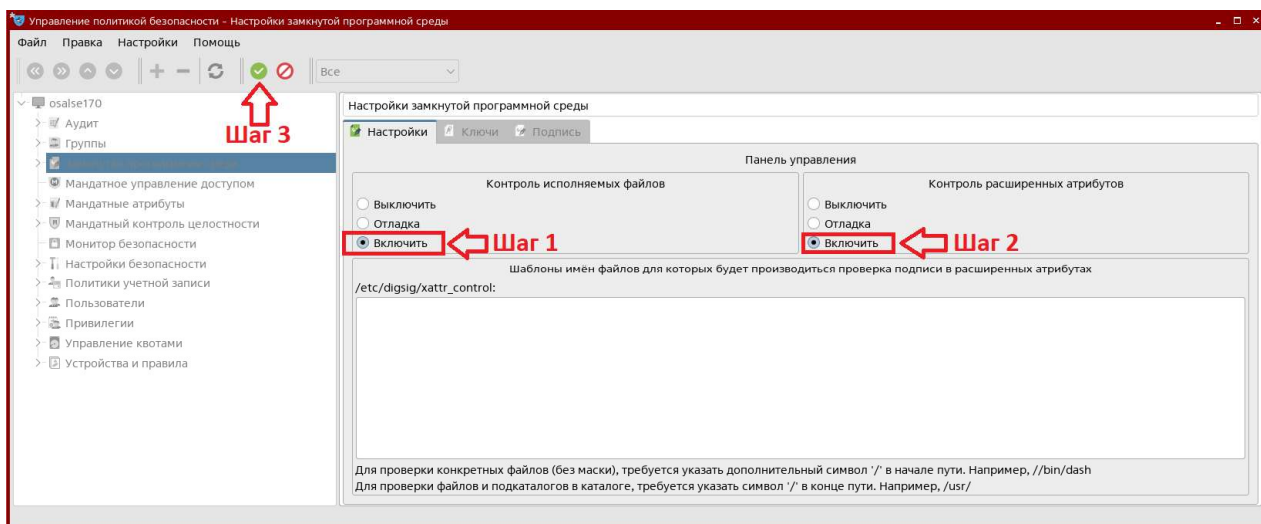 Управление политикой безопасности - Настройки замкнутой программной среды
Файл Правка Настройки Помощь
Все
osalse170
Аудит
Группы
Мандатное управление доступом
Мандатные атрибуты
Мандатный контроль целостности
Монитор безопасности
Настройки безопасности
Политики учетной записи
Пользователи
Привилегии
Управление квотами
Устройства и правила
Шаг 3
Настройки замкнутой программной среды
Настройки Ключи Подпись
Панель управления
Контроль исполняемых файлов
Выключить
Отладка
Включить
Шаг 1
Контроль расширенных атрибутов
Выключить
Отладка
Включить
Шаг 2
Шаблоны имён файлов для которых будет производиться проверка подписи в расширенных атрибутах
/etc/digsig/xattr_control:
Для проверки конкретных файлов (без маски), требуется указать дополнительный символ '/' в начале пути. Например, //bin/dash
Для проверки файлов и подкаталогов в каталоге, требуется указать символ '/' в конце пути. Например, /usr/